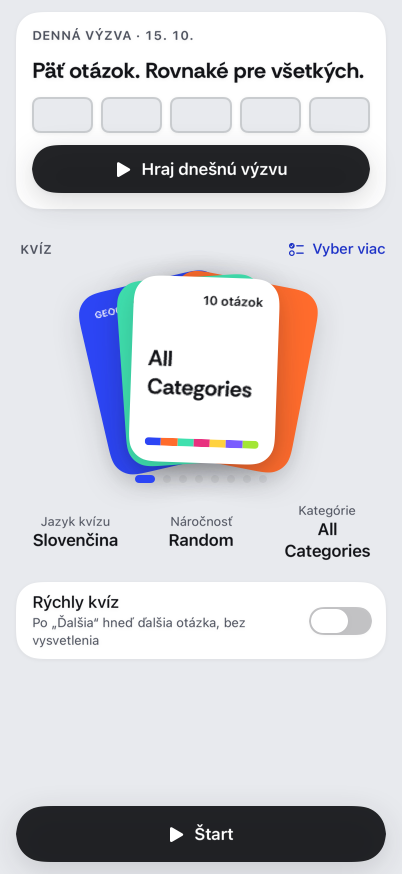 DENNÁ VÝZVA · 15. 10.
Päť otázok. Rovnaké pre všetkých.
Hraj dnešnú výzvu
KVÍZ
Vyber viac
10 otázok
All
Categories
Jazyk kvízu
Slovenčina
Náročnosť
Random
Kategórie
All
Categories
Rýchly kvíz
Po „Ďalšia“ hneď ďalšia otázka, bez
vysvetlenia
Štart